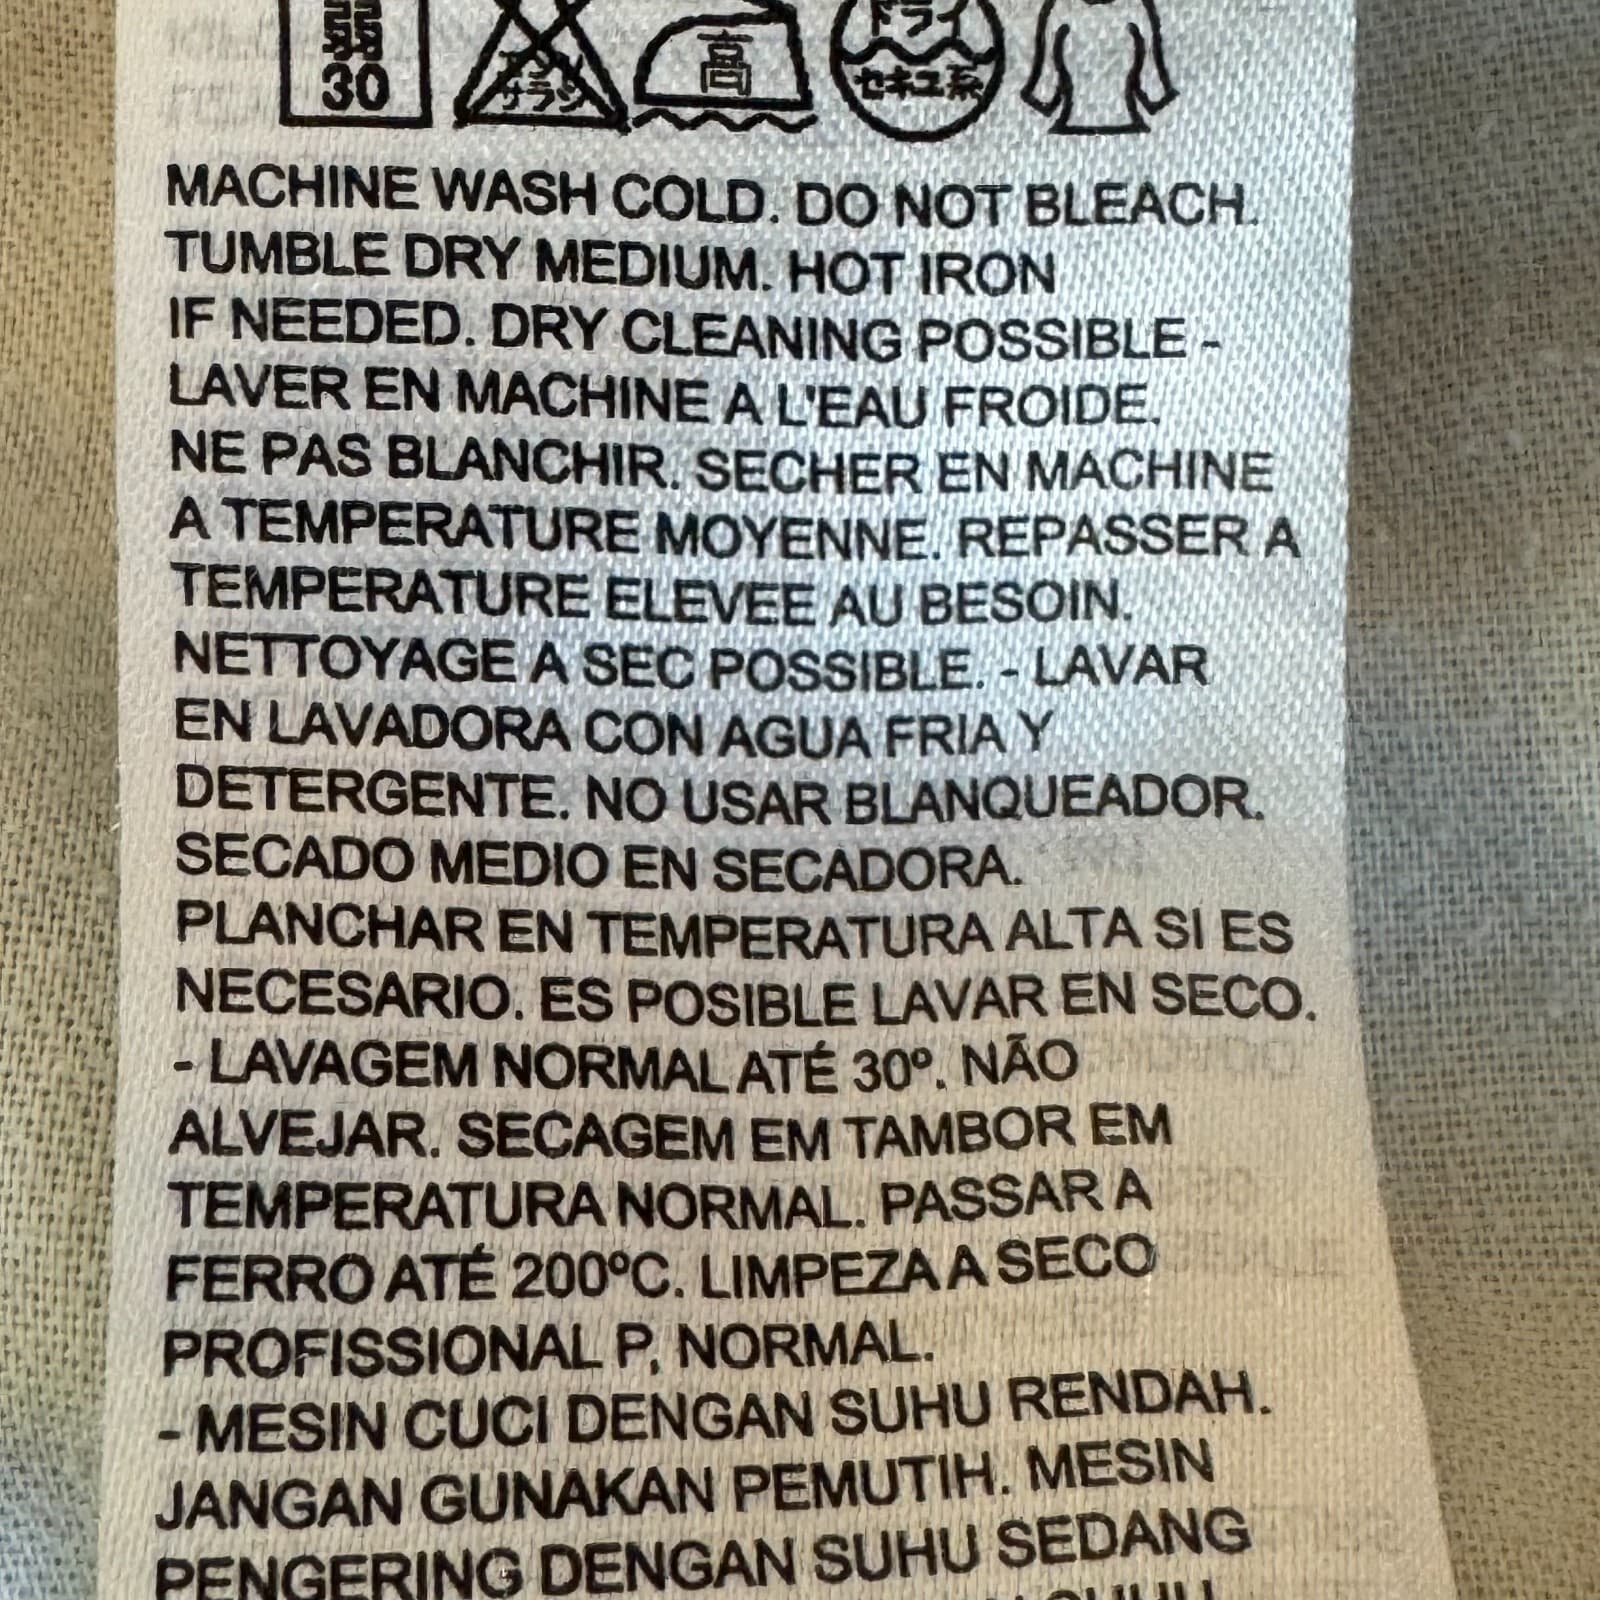 30
サラシ
高
ドライ
セキユ系
MACHINE WASH COLD. DO NOT BLEACH.
TUMBLE DRY MEDIUM. HOT IRON
IF NEEDED. DRY CLEANING POSSIBLE -
LAVER EN MACHINE A L'EAU FROIDE.
NE PAS BLANCHIR. SECHER EN MACHINE
A TEMPERATURE MOYENNE. REPASSER A
TEMPERATURE ELEVEE AU BESOIN.
NETTOYAGE A SEC POSSIBLE. - LAVAR
EN LAVADORA CON AGUA FRIA Y
DETERGENTE. NO USAR BLANQUEADOR.
SECADO MEDIO EN SECADORA.
PLANCHAR EN TEMPERATURA ALTA SI ES
NECESARIO. ES POSIBLE LAVAR EN SECO.
- LAVAGEM NORMAL ATÉ 30º. NÃO
ALVEJAR. SECAGEM EM TAMBOR EM
TEMPERATURA NORMAL. PASSAR A
FERRO ATÉ 200ºC. LIMPEZA A SECO
PROFISSIONAL P, NORMAL.
- MESIN CUCI DENGAN SUHU RENDAH.
JANGAN GUNAKAN PEMUTIH. MESIN
PENGERING DENGAN SUHU SEDANG